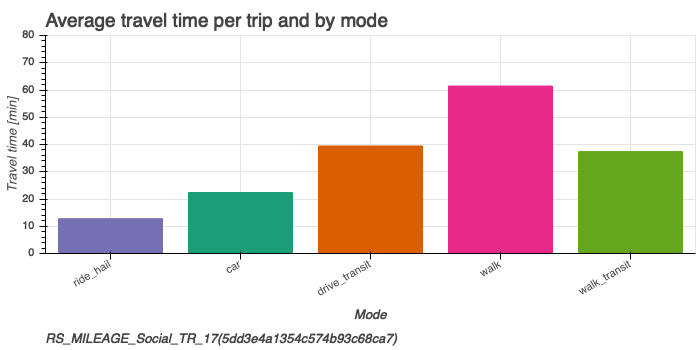 Average travel time per trip and by mode
80
70
60
50
40
30
20
10
0
Travel time [min]
ride_hail
car
drive_transit
walk
walk_transit
Mode
RS_MILEAGE_Social_TR_17(5dd3e4a1354c574b93c68ca7)